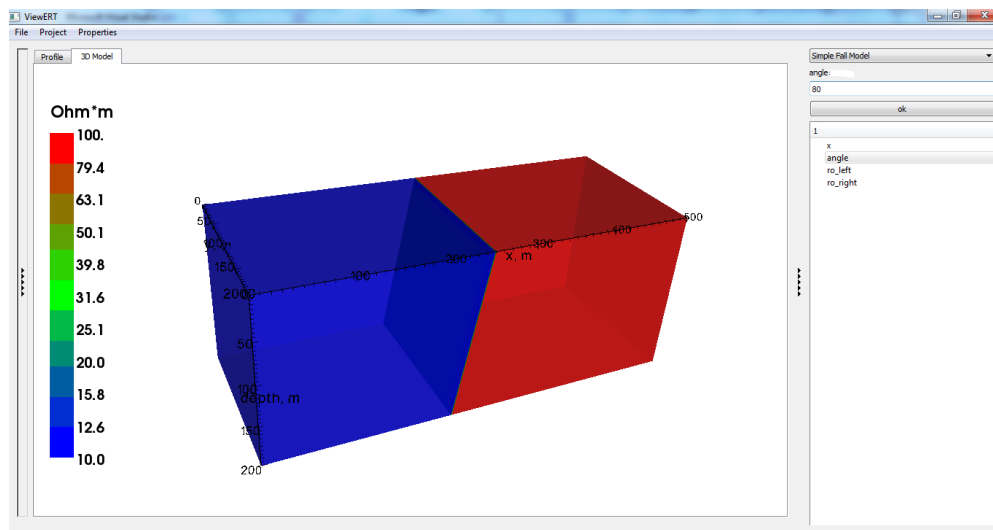 ViewERT
File Project Properties
Profile 3D Model
Ohm*m
100.
79.4
63.1
50.1
39.8
31.6
25.1
20.0
15.8
12.6
10.0
0
150
200
100
200
x, m
300
400
500
50
100
depth, m
150
200
Simple Fall Model
angle:
80
ok
1
x
angle
ro_left
ro_right